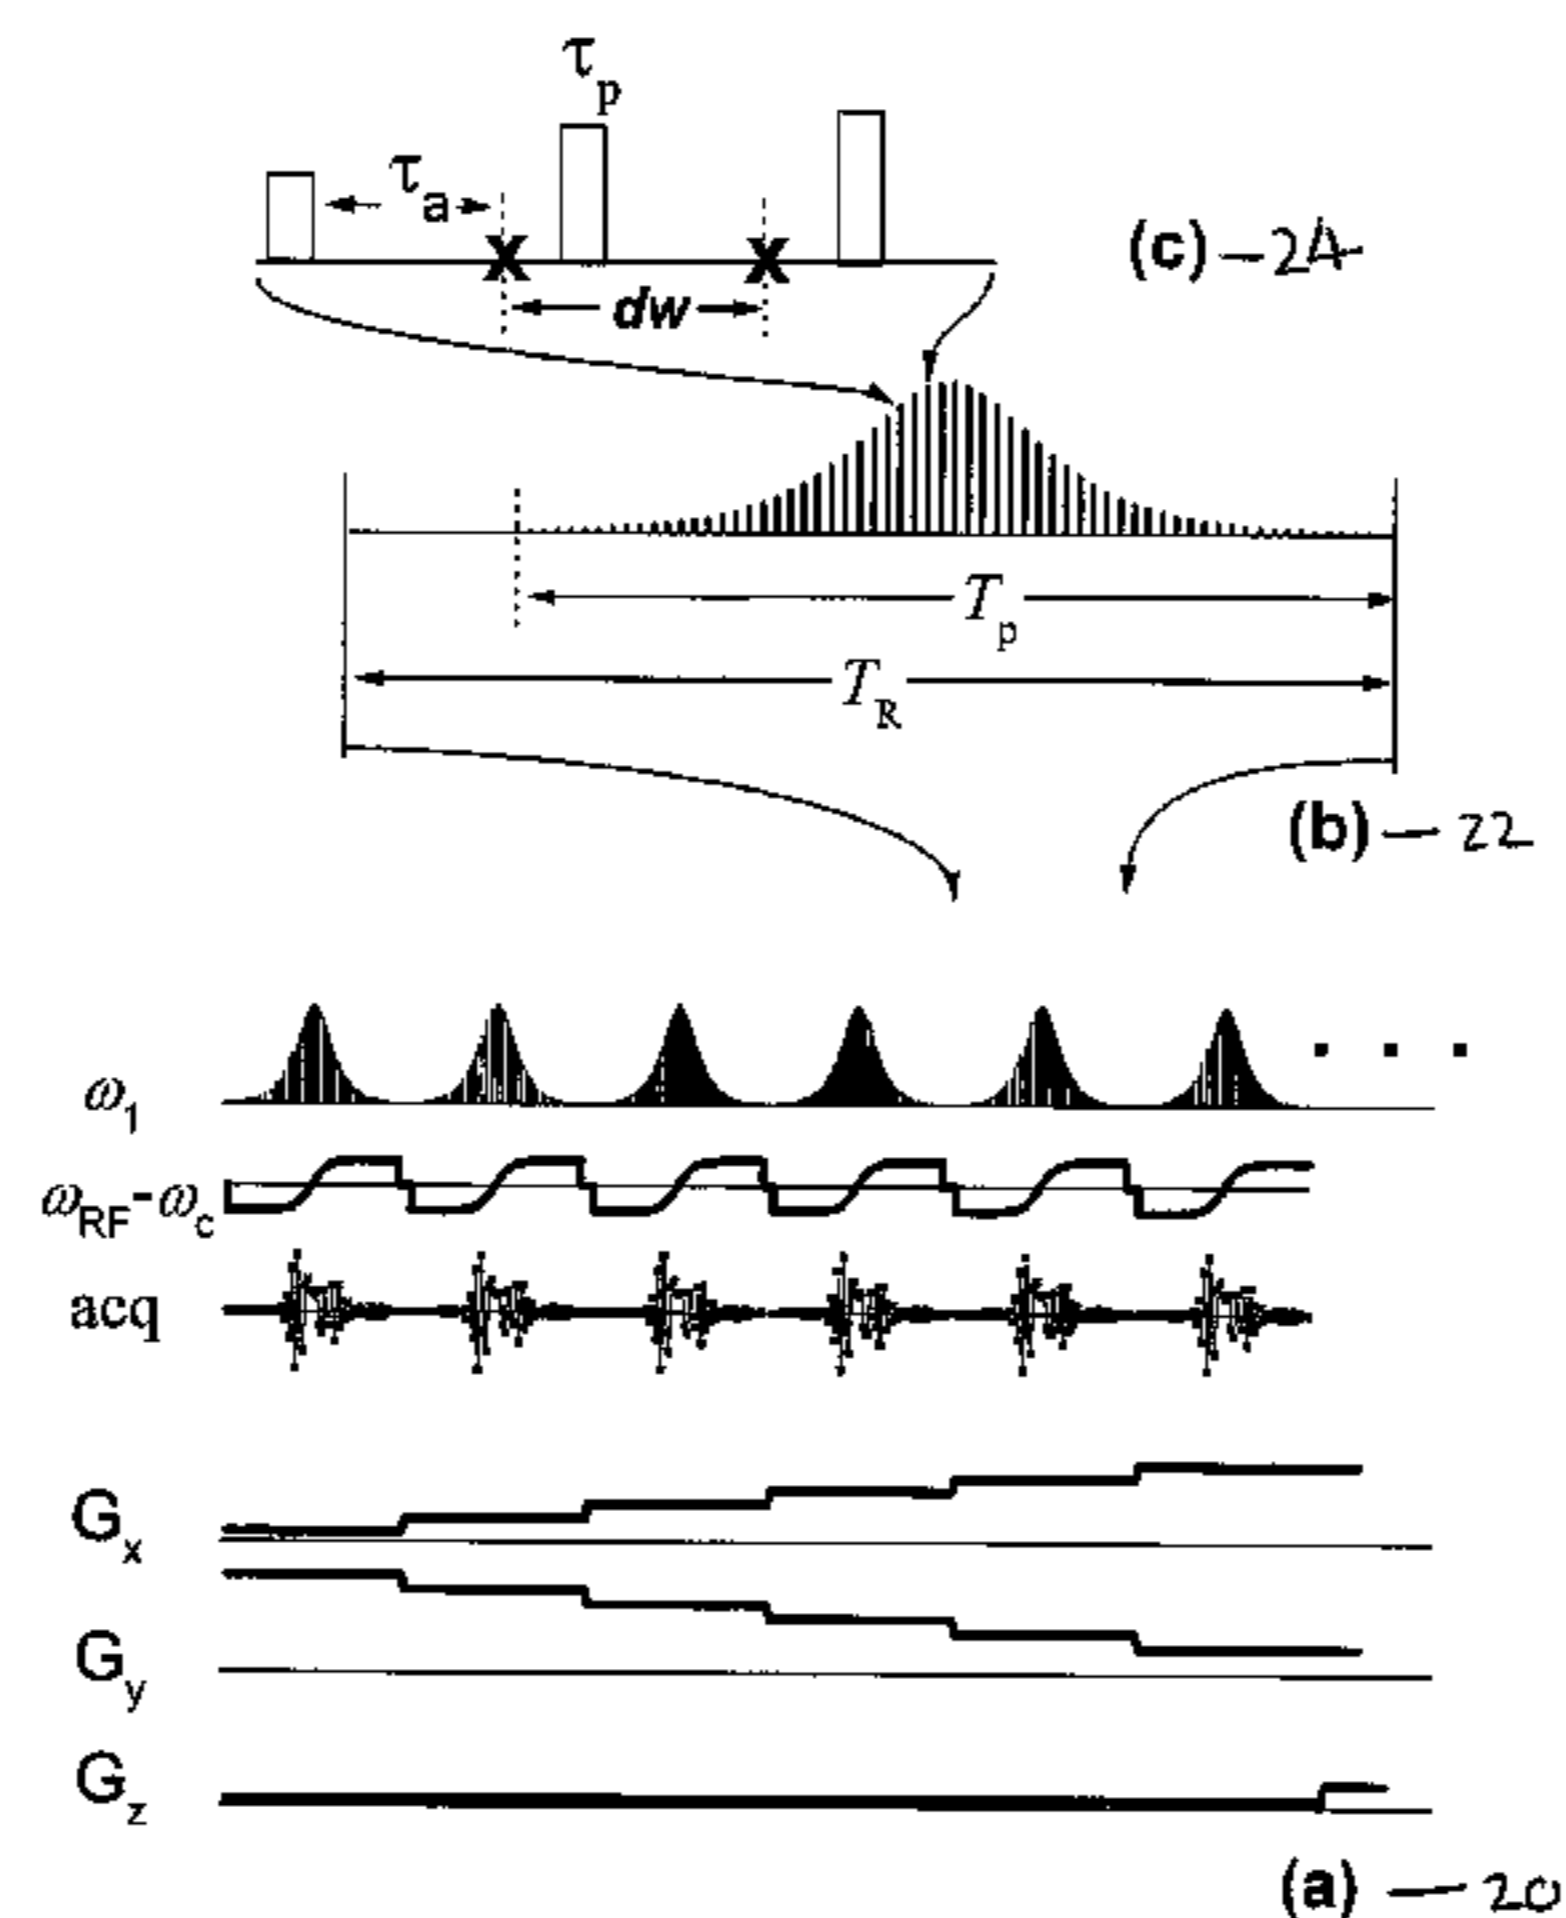 τp
τa
(c) – 24
dw
Tp
TR
(b) – 22
ω1
. . .
ωRF-ωc
acq
Gx
Gy
Gz
(a) – 20